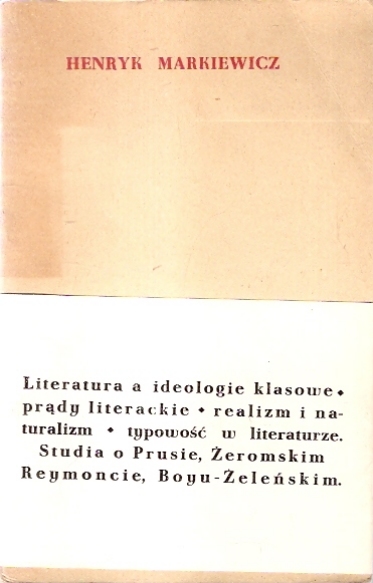 HENRYK MARKIEWICZ
Literatura a ideologie klasowe ◆
prądy literackie ◆ realizm i na-
turalizm ◆ typowość w literaturze.
Studia o Prusie, Żeromskim
Reymoncie, Boyu-Żeleńskim.